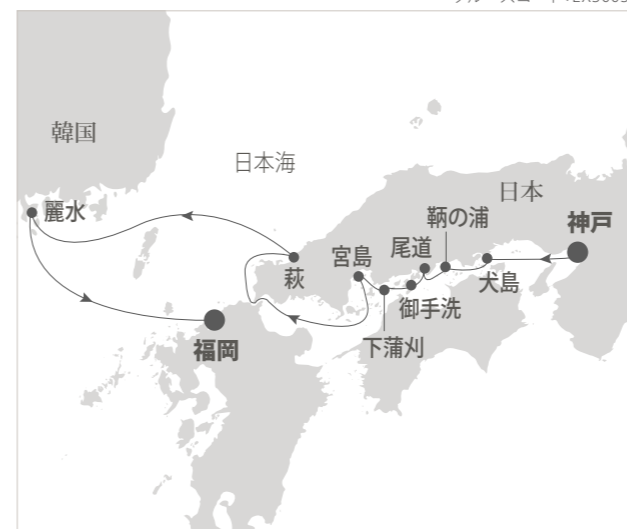 韓国
日本海
麗水
日本
神戸
鞆の浦
尾道
宮島
犬島
萩
御手洗
下蒲刈
福岡